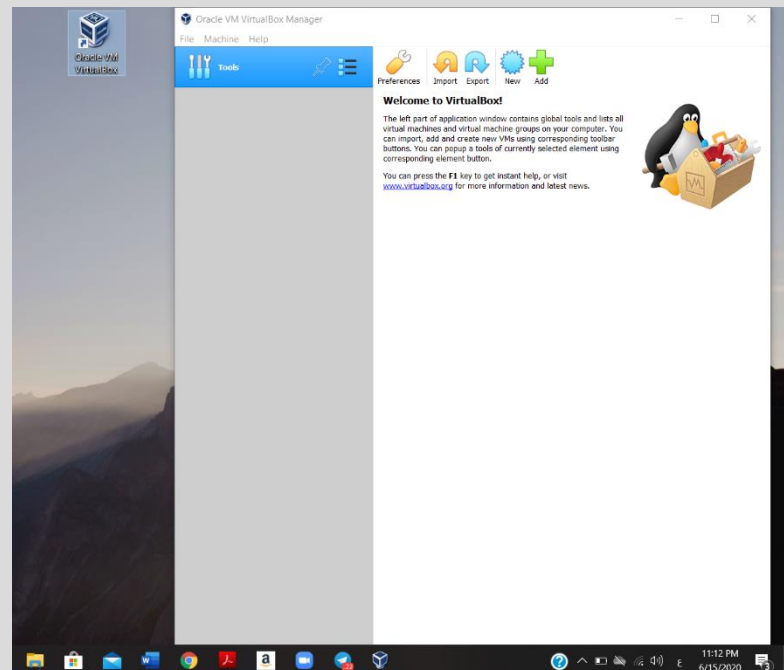 Oracle VM
VirtualBox
Oracle VM VirtualBox Manager
File Machine Help
Tools
Preferences Import Export New Add
Welcome to VirtualBox!
The left part of application window contains global tools and lists all
virtual machines and virtual machine groups on your computer. You
can import, add and create new VMs using corresponding toolbar
buttons. You can popup a tools of currently selected element using
corresponding element button.
You can press the F1 key to get instant help, or visit
www.virtualbox.org for more information and latest news.
a
22
ع
11:12 PM
6/15/2020
3